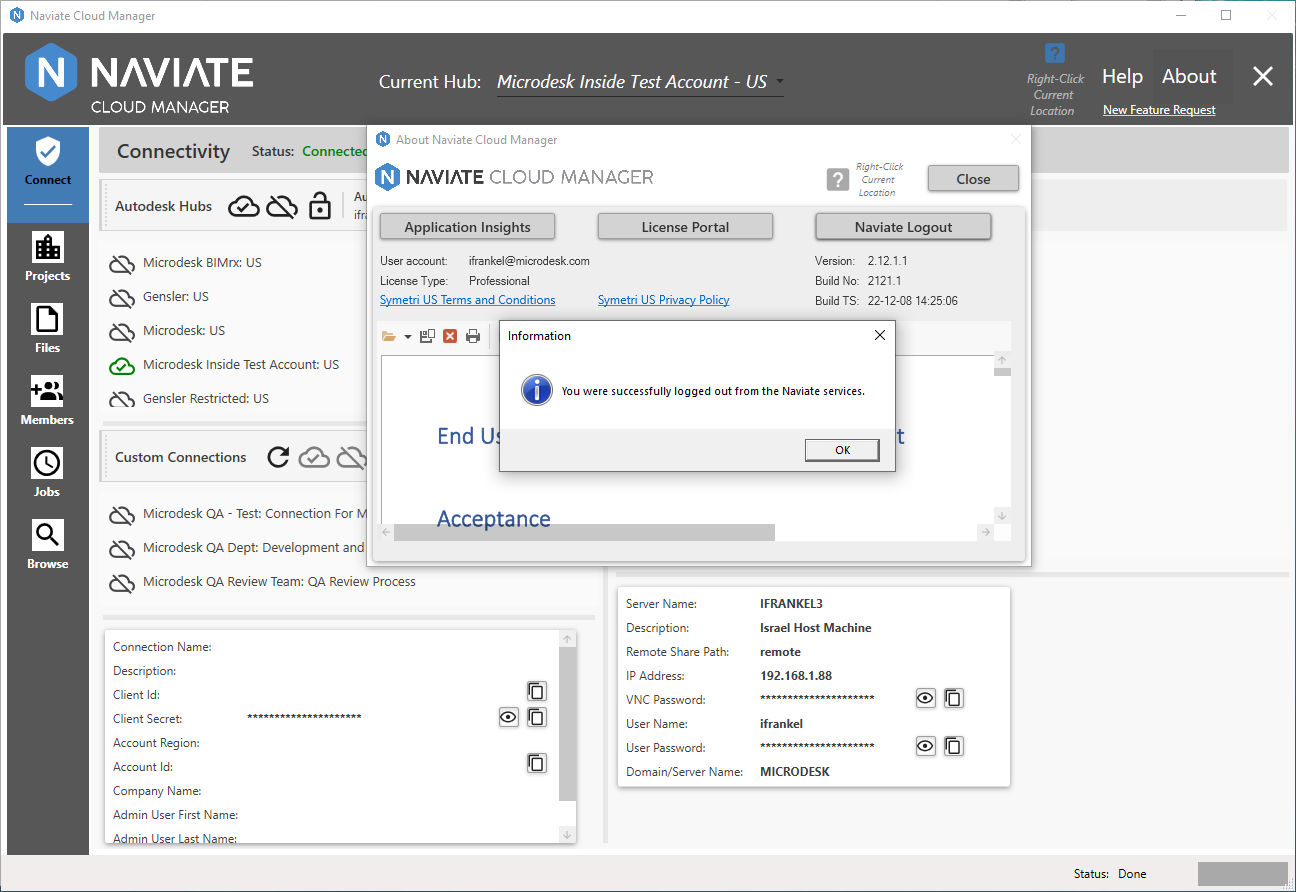 Naviate Cloud Manager
NAVIATE
CLOUD MANAGER
Current Hub: Microdesk Inside Test Account - US
?
Right-Click
Current
Location
Help About
New Feature Request
Connect
Projects
Files
Members
Jobs
Browse
Connectivity Status: Connected
Autodesk Hubs
Microdesk BIMrx: US
Gensler: US
Microdesk: US
Microdesk Inside Test Account: US
Gensler Restricted: US
Custom Connections
Microdesk QA - Test: Connection For M
Microdesk QA Dept: Development and
Microdesk QA Review Team: QA Review Process
Connection Name:
Description:
Client Id:
Client Secret: *********************
Account Region:
Account Id:
Company Name:
Admin User First Name:
Admin User Last Name:
About Naviate Cloud Manager
NAVIATE CLOUD MANAGER
?
Right-Click
Current
Location
Close
Application Insights License Portal Naviate Logout
User account: ifrankel@microdesk.com Version: 2.12.1.1
License Type: Professional Build No: 2121.1
Symetri US Terms and Conditions Symetri US Privacy Policy Build TS: 22-12-08 14:25:06
End Us
t
Acceptance
Information
You were successfully logged out from the Naviate services.
OK
Server Name: IFRANKEL3
Description: Israel Host Machine
Remote Share Path: remote
IP Address: 192.168.1.88
VNC Password: *********************
User Name: ifrankel
User Password: *********************
Domain/Server Name: MICRODESK
Status: Done